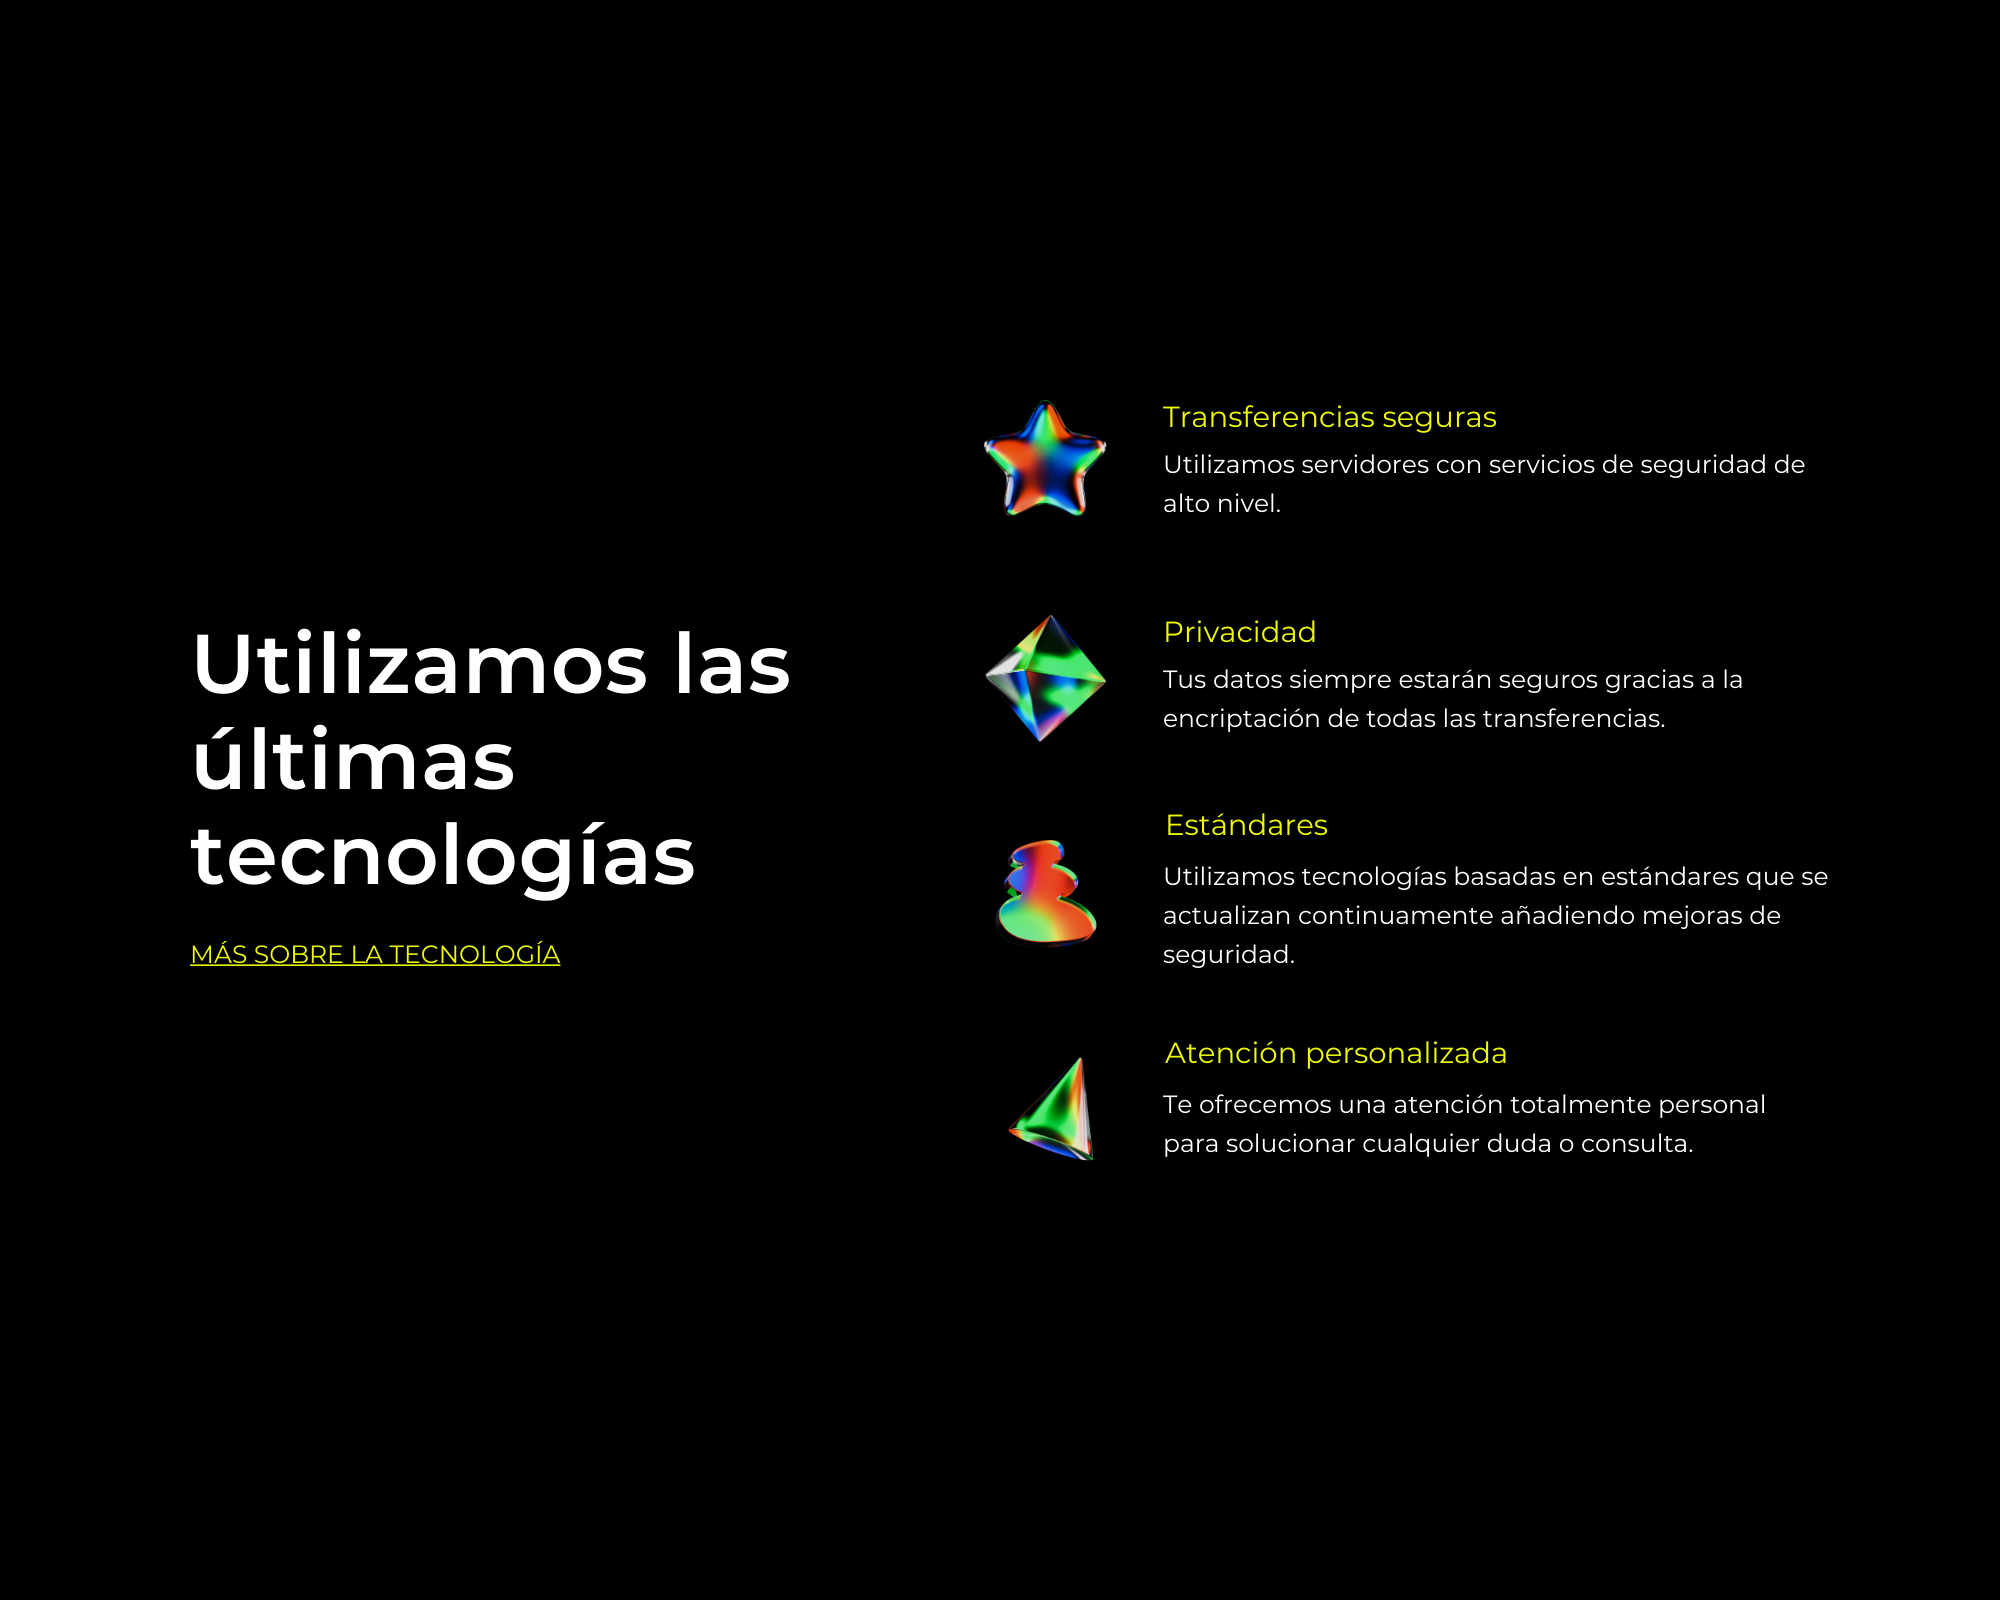 Utilizamos las
últimas
tecnologías
MÁS SOBRE LA TECNOLOGÍA
Transferencias seguras
Utilizamos servidores con servicios de seguridad de
alto nivel.
Privacidad
Tus datos siempre estarán seguros gracias a la
encriptación de todas las transferencias.
Estándares
Utilizamos tecnologías basadas en estándares que se
actualizan continuamente añadiendo mejoras de
seguridad.
Atención personalizada
Te ofrecemos una atención totalmente personal
para solucionar cualquier duda o consulta.